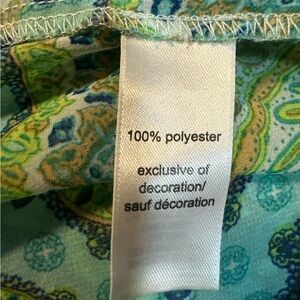 100% polyester
exclusive of
decoration/
sauf décoration